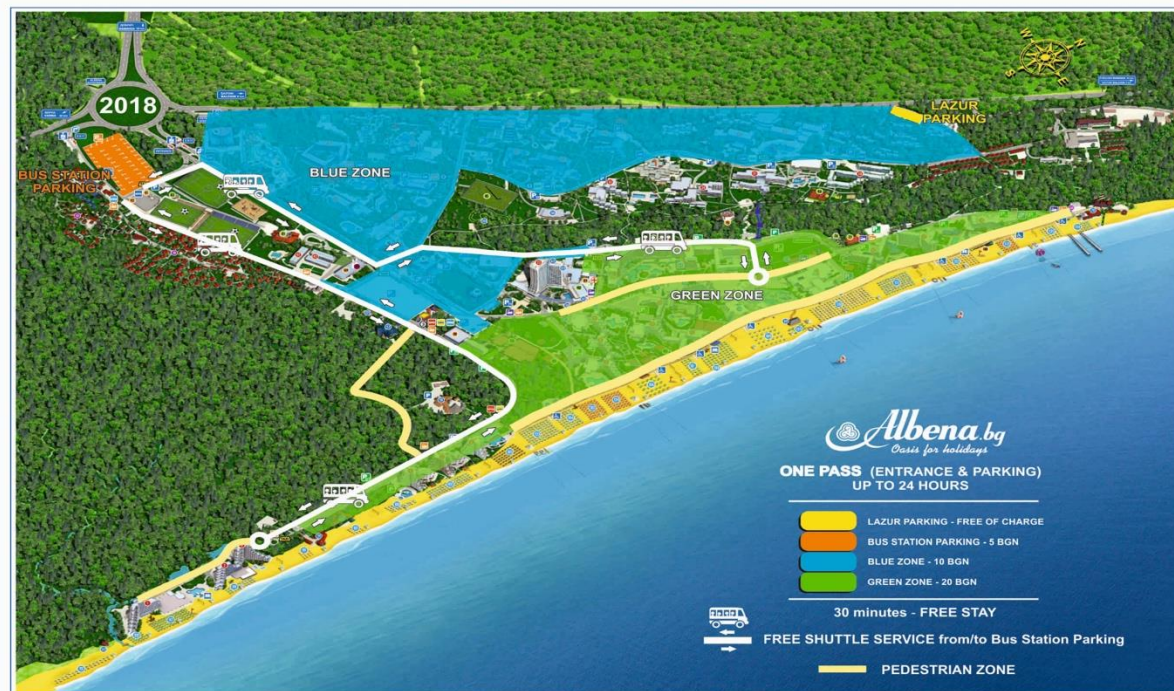 2018
LAZUR
PARKING
BUS STATION
PARKING
BLUE ZONE
GREEN ZONE
N
E
S
W
Albena.bg
Oasis for holidays
ONE PASS (ENTRANCE & PARKING)
UP TO 24 HOURS
LAZUR PARKING - FREE OF CHARGE
BUS STATION PARKING - 5 BGN
BLUE ZONE - 10 BGN
GREEN ZONE - 20 BGN
30 minutes - FREE STAY
FREE SHUTTLE SERVICE from/to Bus Station Parking
PEDESTRIAN ZONE